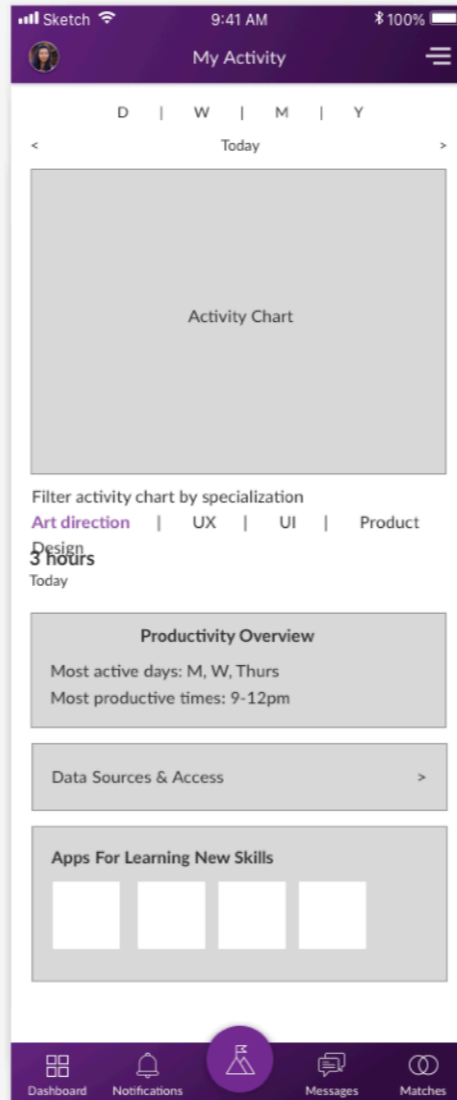 Sketch 9:41 AM 100%
My Activity
D | W | M | Y
< Today >
Activity Chart
Filter activity chart by specialization
Art direction | UX | UI | Product
Design
3 hours
Today
Productivity Overview
Most active days: M, W, Thurs
Most productive times: 9-12pm
Data Sources & Access >
Apps For Learning New Skills
Dashboard Notifications Messages Matches